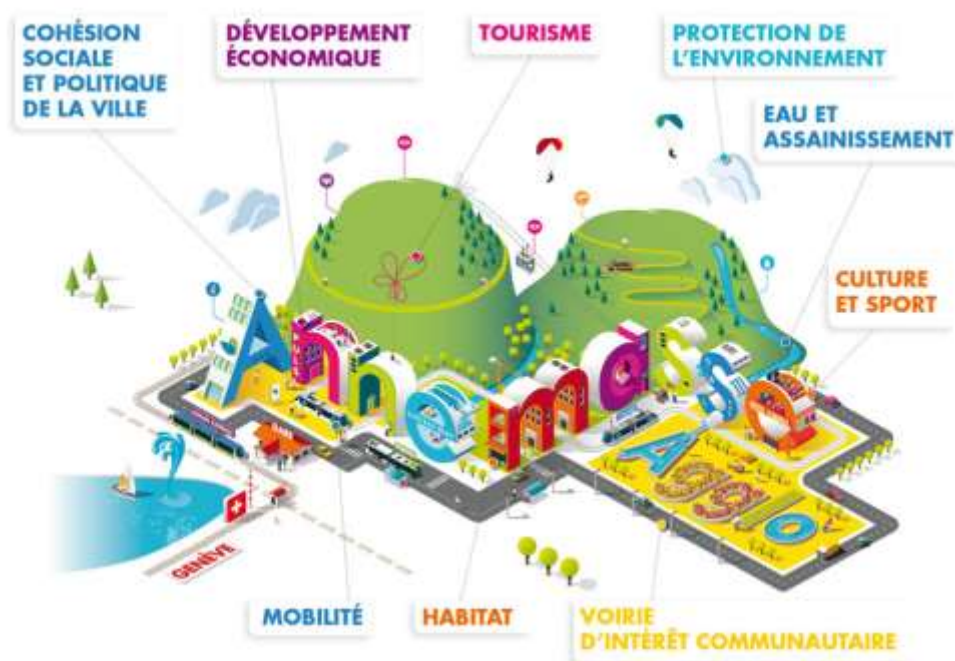 COHÉSION
SOCIALE
ET POLITIQUE
DE LA VILLE
DÉVELOPPEMENT
ÉCONOMIQUE
TOURISME
PROTECTION DE
L'ENVIRONNEMENT
EAU ET
ASSAINISSEMENT
CULTURE
ET SPORT
Annemasse
Agglo
GENÈVE
MOBILITÉ
HABITAT
VOIRIE
D'INTÉRÊT COMMUNAUTAIRE